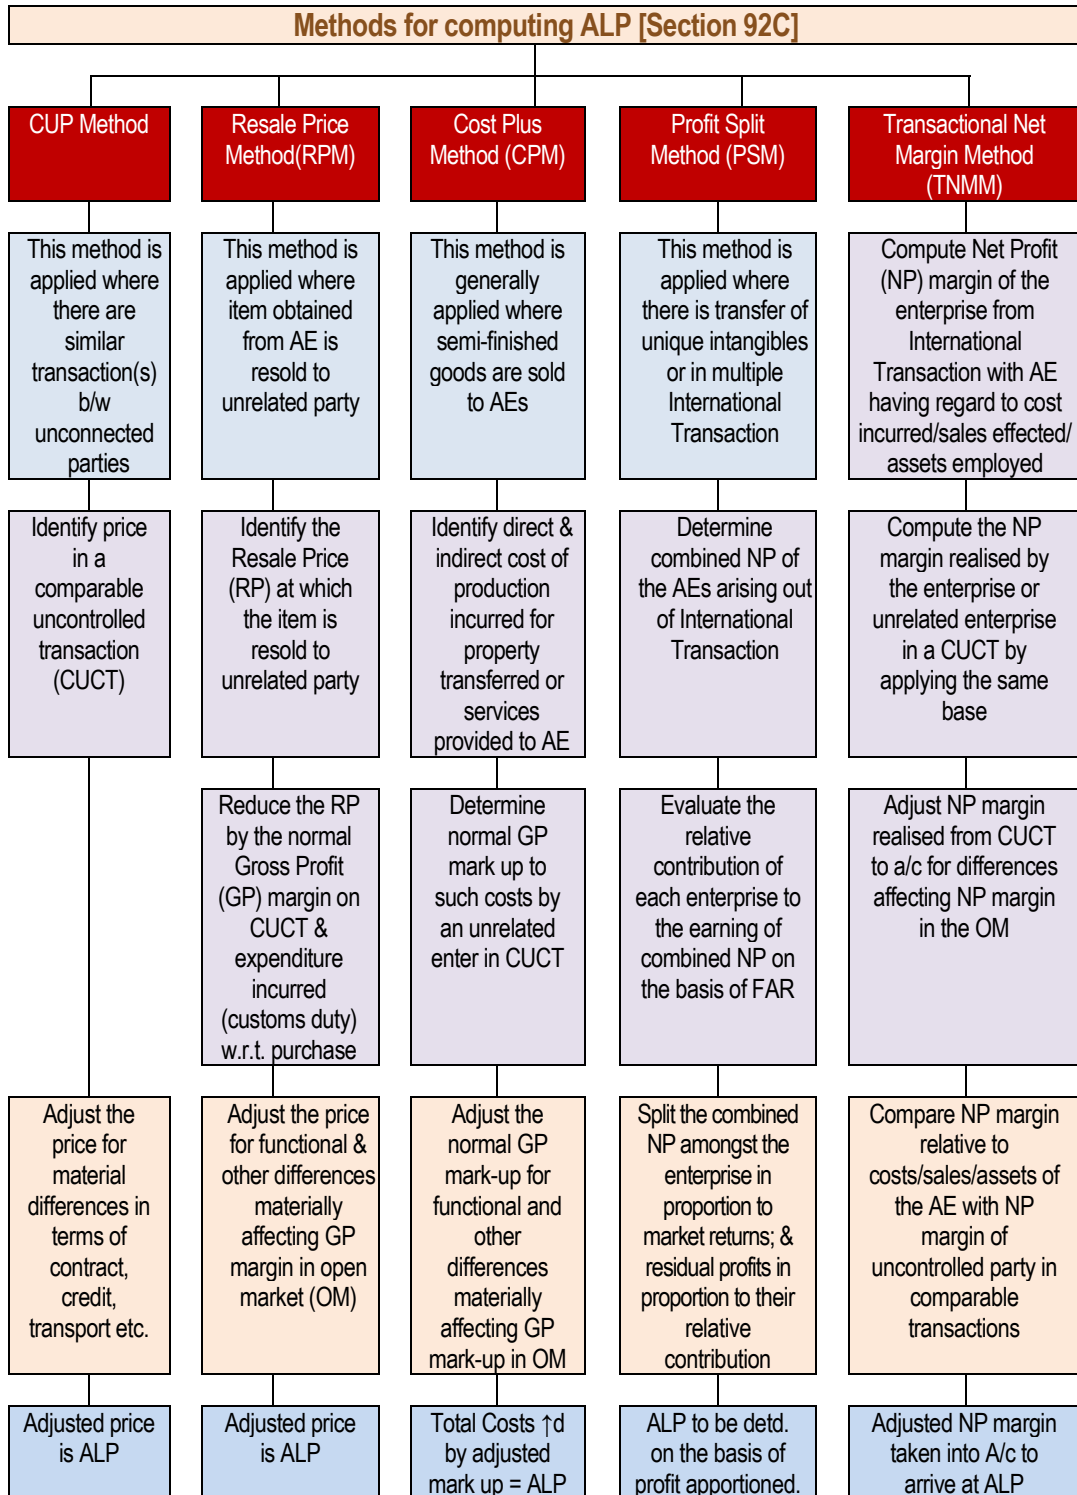 Methods for computing ALP [Section 92C]
CUP Method
Resale Price
Method(RPM)
Cost Plus
Method (CPM)
Profit Split
Method (PSM)
Transactional Net
Margin Method
(TNMM)
This method is
applied where
there are
similar
transaction(s)
b/w
unconnected
parties
This method is
applied where
item obtained
from AE is
resold to
unrelated party
This method is
generally
applied where
semi-finished
goods are sold
to AEs
This method is
applied where
there is transfer of
unique intangibles
or in multiple
International
Transaction
Compute Net Profit
(NP) margin of the
enterprise from
International
Transaction with AE
having regard to cost
incurred/sales effected/
assets employed
Identify price
in a
comparable
uncontrolled
transaction
(CUCT)
Identify the
Resale Price
(RP) at which
the item is
resold to
unrelated party
Identify direct &
indirect cost of
production
incurred for
property
transferred or
services
provided to AE
Determine
combined NP of
the AEs arising out
of International
Transaction
Compute the NP
margin realised by
the enterprise or
unrelated enterprise
in a CUCT by
applying the same
base
Reduce the RP
by the normal
Gross Profit
(GP) margin on
CUCT &
expenditure
incurred
(customs duty)
w.r.t. purchase
Determine
normal GP
mark up to
such costs by
an unrelated
enter in CUCT
Evaluate the
relative
contribution of
each enterprise to
the earning of
combined NP on
the basis of FAR
Adjust NP margin
realised from CUCT
to a/c for differences
affecting NP margin
in the OM
Adjust the
price for
material
differences in
terms of
contract,
credit,
transport etc.
Adjust the price
for functional &
other differences
materially
affecting GP
margin in open
market (OM)
Adjust the
normal GP
mark-up for
functional and
other
differences
materially
affecting GP
mark-up in OM
Split the combined
NP amongst the
enterprise in
proportion to
market returns; &
residual profits in
proportion to their
relative
contribution
Compare NP margin
relative to
costs/sales/assets of
the AE with NP
margin of
uncontrolled party in
comparable
transactions
Adjusted price
is ALP
Adjusted price
is ALP
Total Costs ↑d
by adjusted
mark up = ALP
ALP to be detd.
on the basis of
profit apportioned.
Adjusted NP margin
taken into A/c to
arrive at ALP